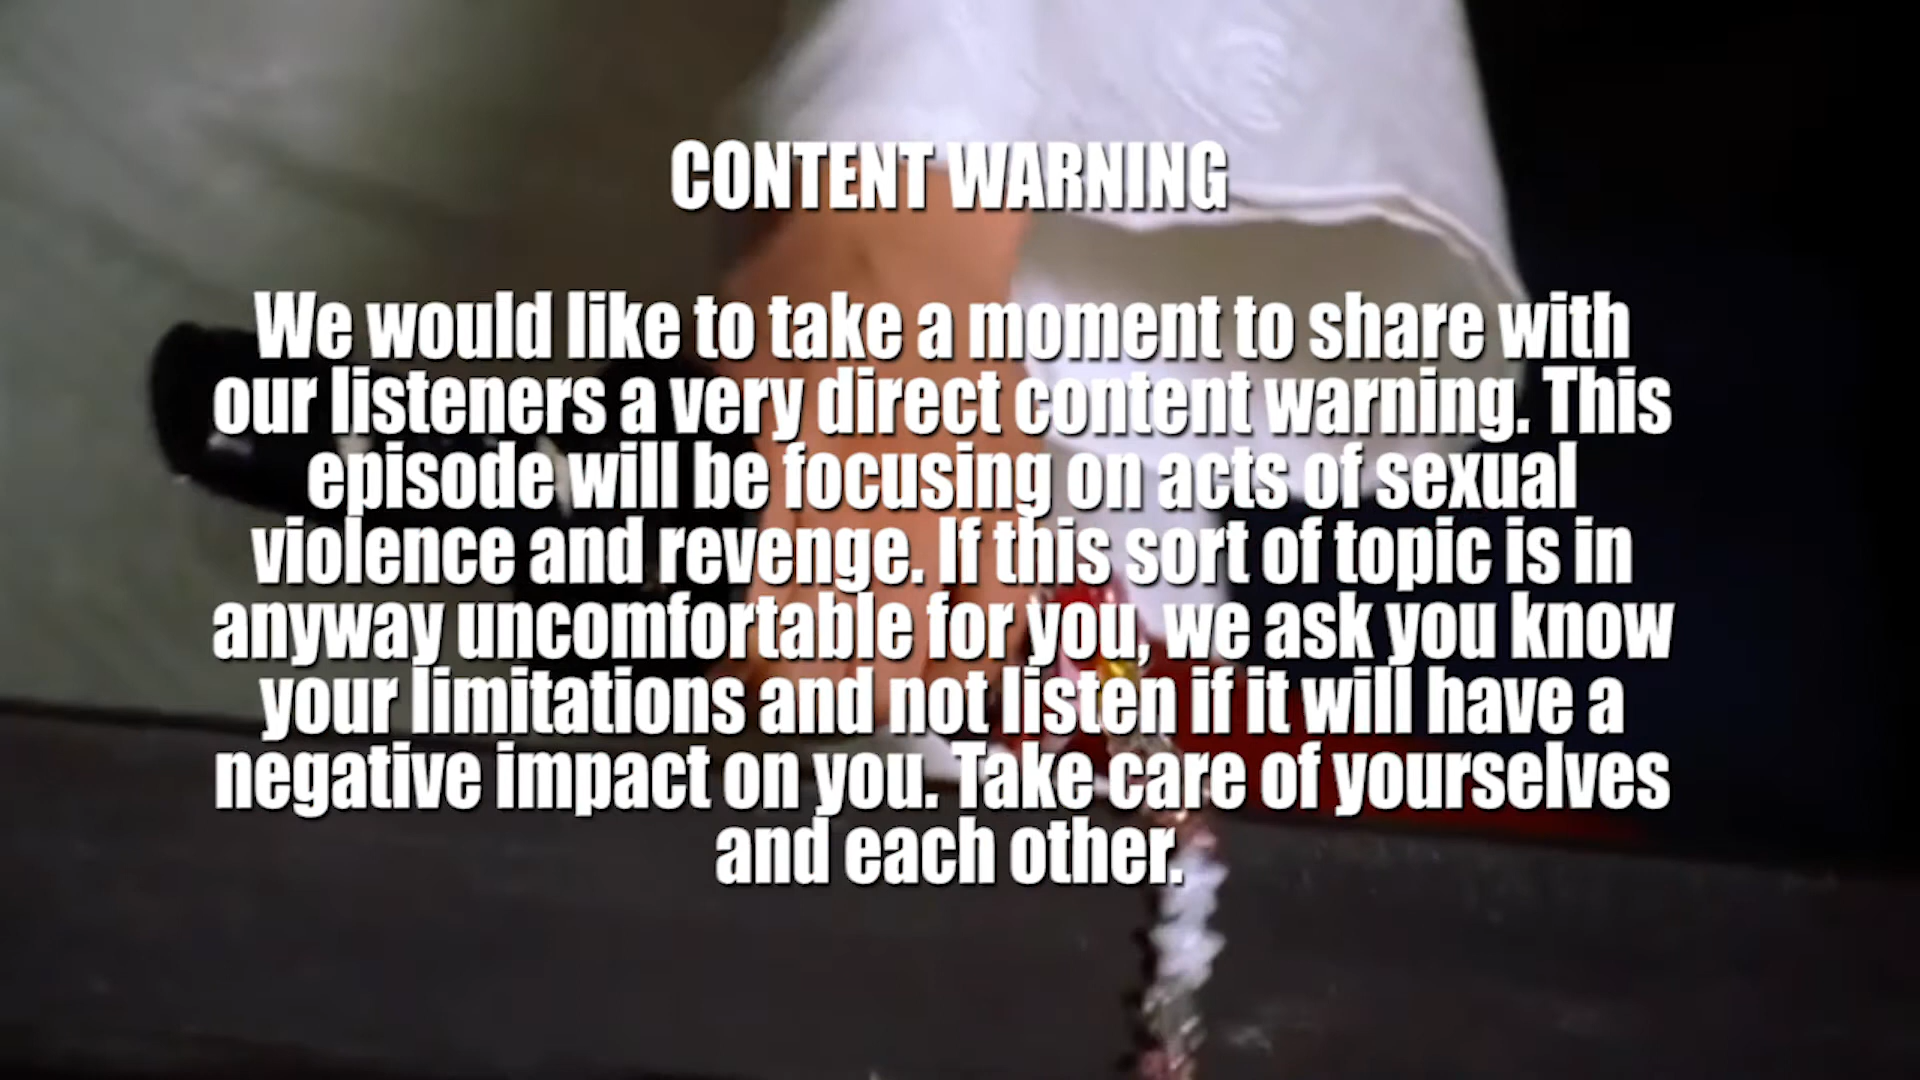 CONTENT WARNING
We would like to take a moment to share with
our listeners a very direct content warning. This
episode will be focusing on acts of sexual
violence and revenge. If this sort of topic is in
anyway uncomfortable for you, we ask you know
your limitations and not listen if it will have a
negative impact on you. Take care of yourselves
and each other.